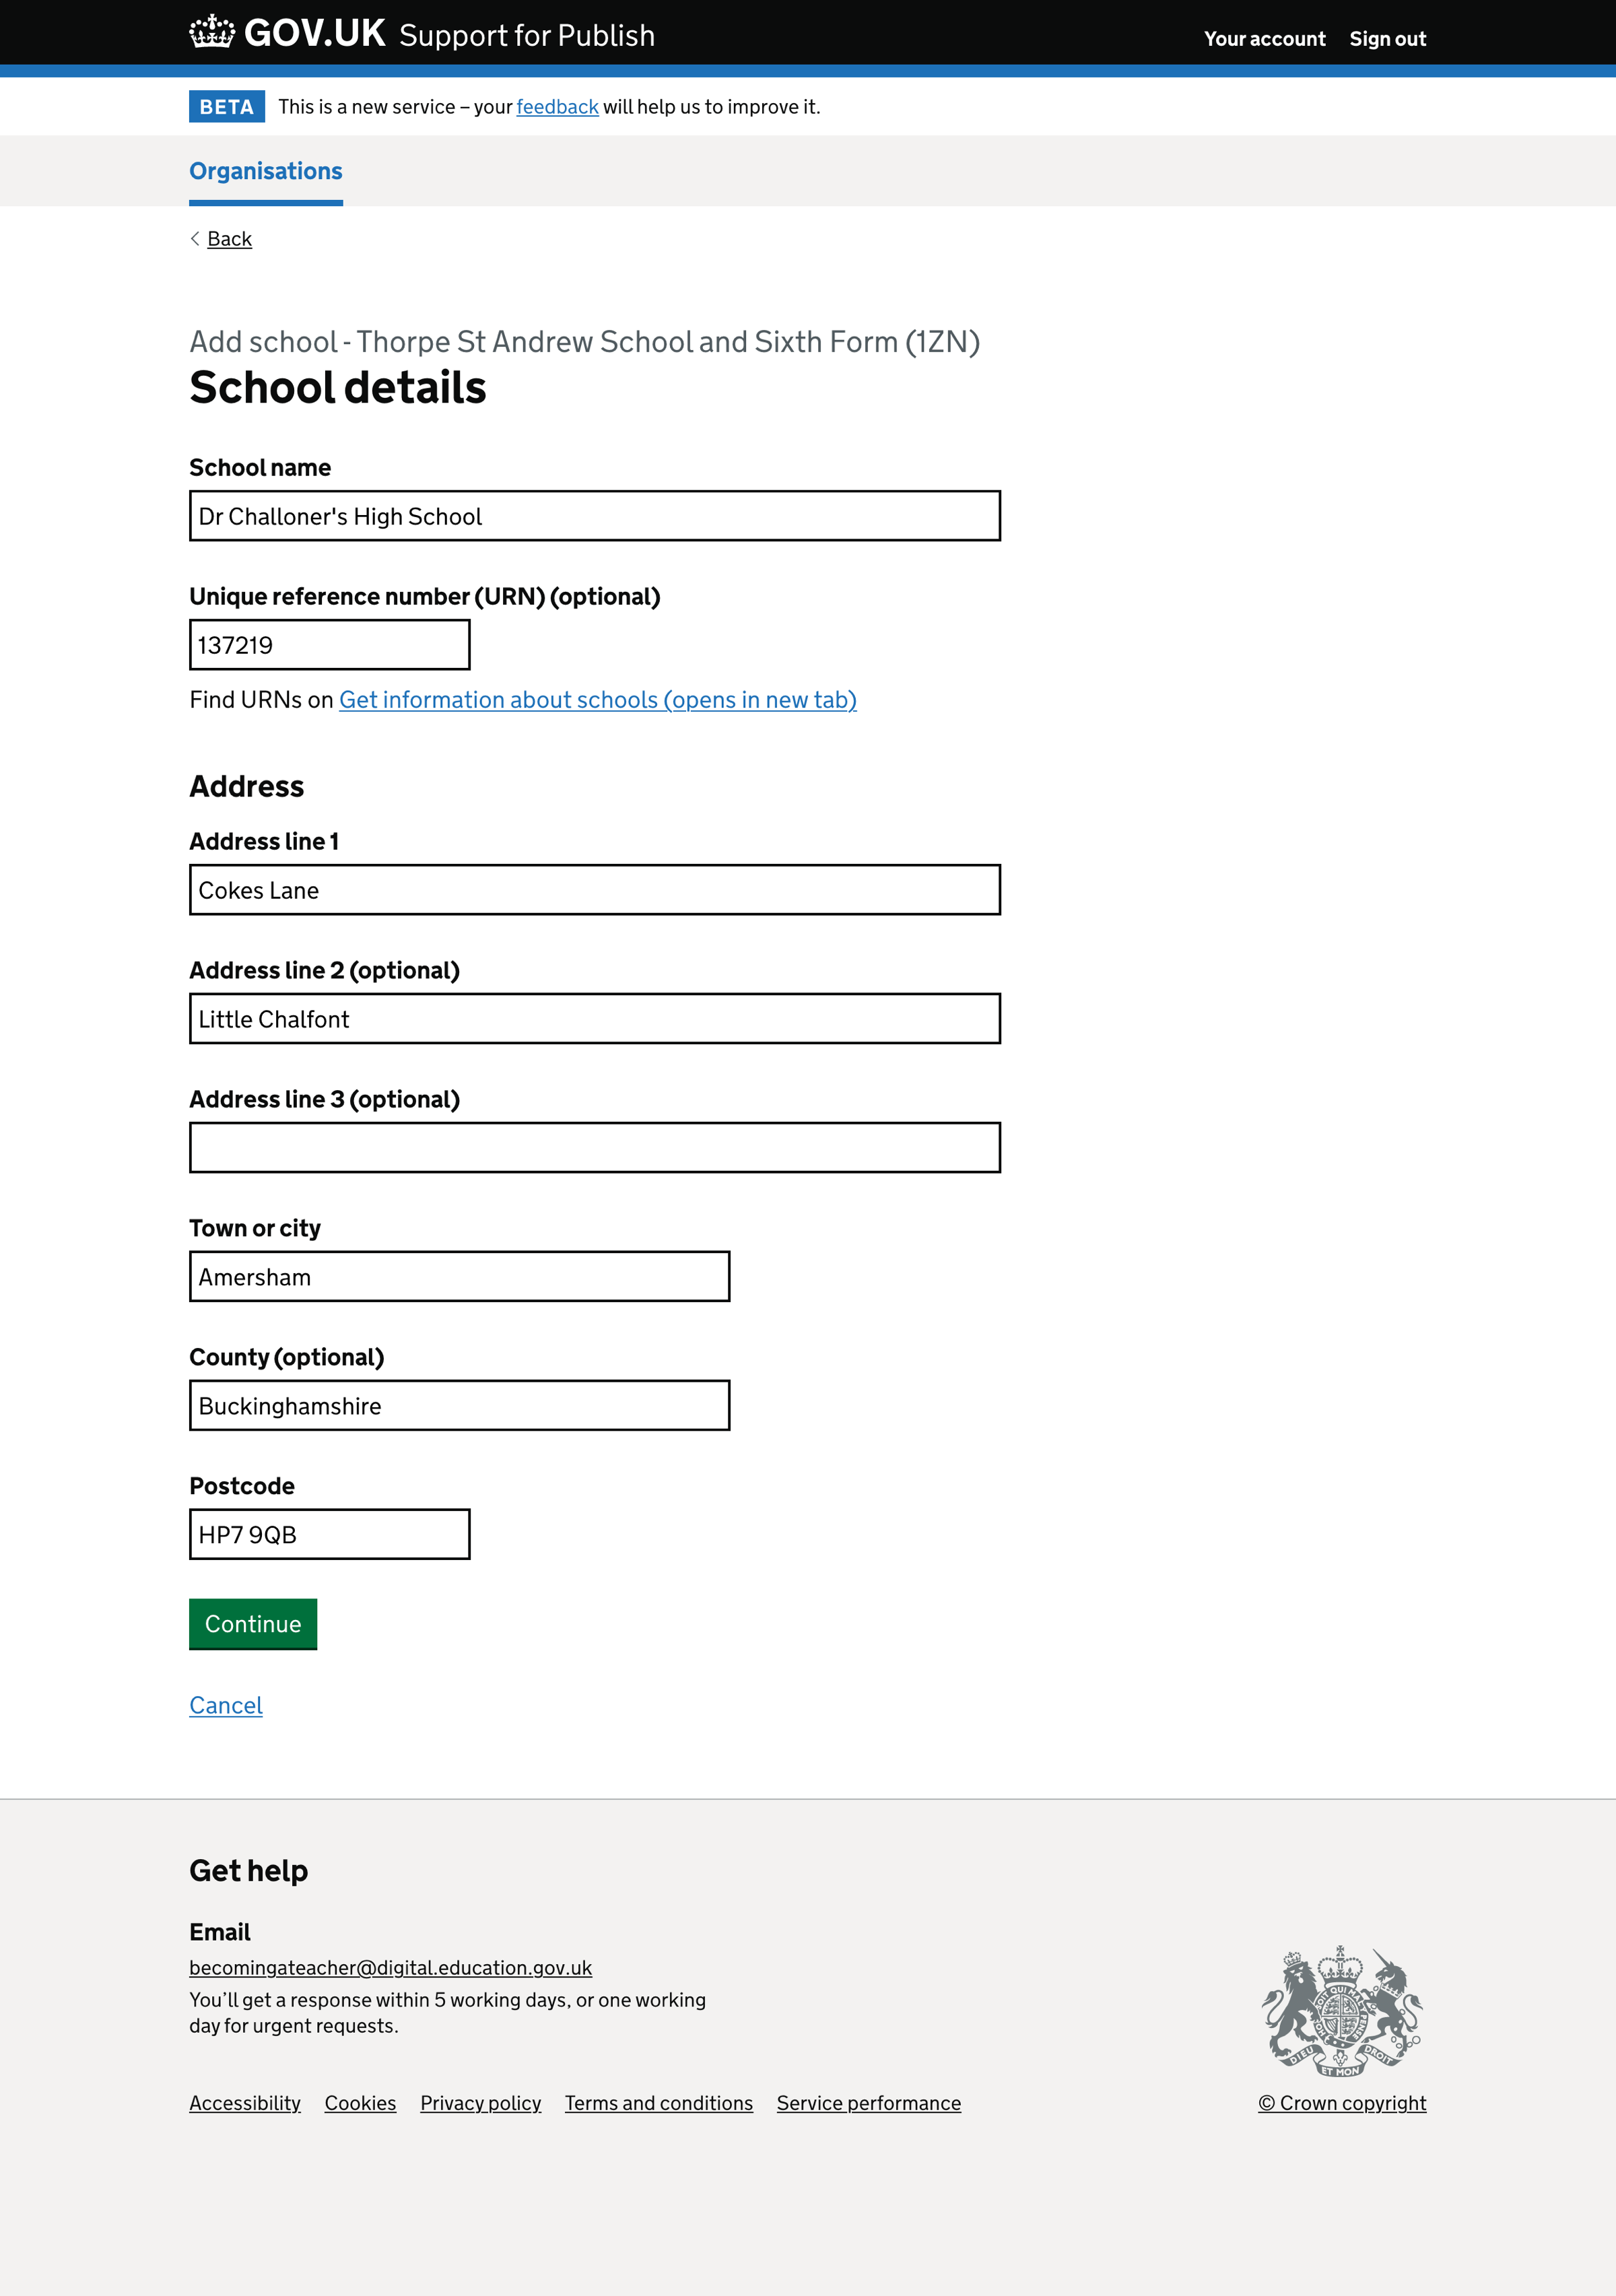 GOV.UK Support for Publish
Your account Sign out
BETA This is a new service – your feedback will help us to improve it.
Organisations
Back
Add school - Thorpe St Andrew School and Sixth Form (1ZN)
School details
School name
Dr Challoner's High School
Unique reference number (URN) (optional)
137219
Find URNs on Get information about schools (opens in new tab)
Address
Address line 1
Cokes Lane
Address line 2 (optional)
Little Chalfont
Address line 3 (optional)
Town or city
Amersham
County (optional)
Buckinghamshire
Postcode
HP7 9QB
Continue
Cancel
Get help
Email
becomingateacher@digital.education.gov.uk
You’ll get a response within 5 working days, or one working
day for urgent requests.
DIEU ET MON DROIT
Accessibility Cookies Privacy policy Terms and conditions Service performance
© Crown copyright